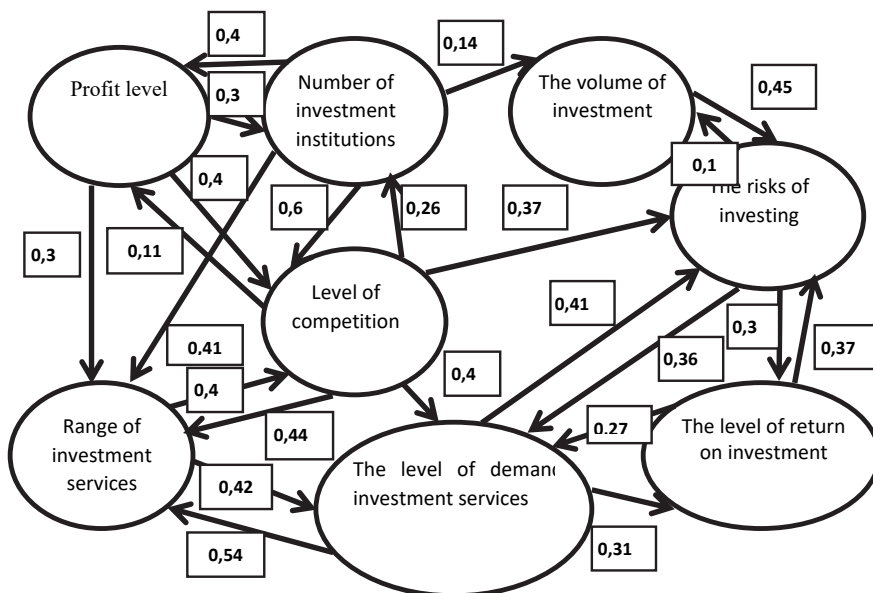 0,4
0,14
Profit level
Number of
investment
institutions
The volume of
investment
0,45
0,3
0,1
The risks of
investing
0,4
0,6
0,26
0,37
0,3
0,11
Level of
competition
0,41
0,41
0,3
0,36
0,37
0,4
0,4
Range of
investment
services
0,44
0,27
The level of return
on investment
The level of demand
investment services
0,42
0,31
0,54